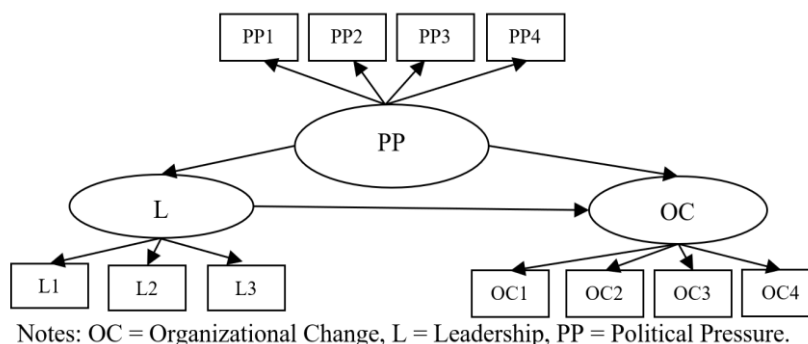 PP1 PP2 PP3 PP4
PP
L OC
L1 L2 L3 OC1 OC2 OC3 OC4
Notes: OC = Organizational Change, L = Leadership, PP = Political Pressure.